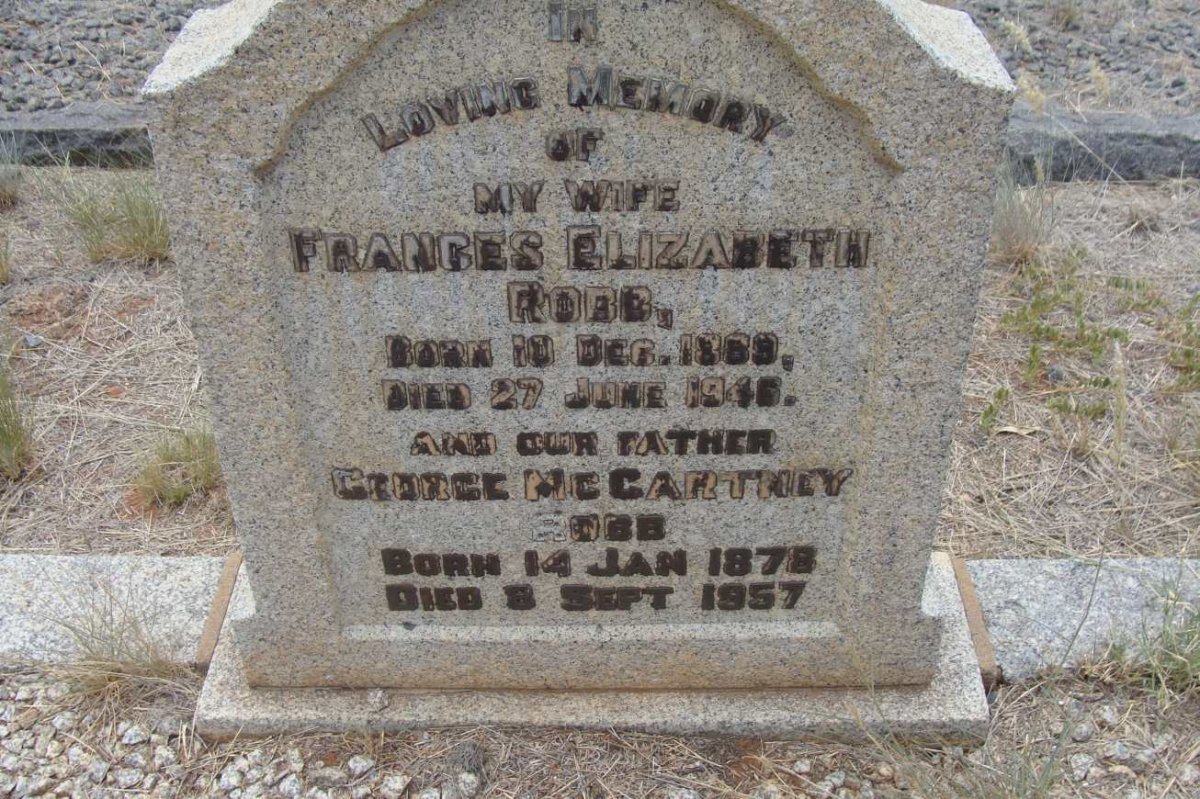 IN
LOVING MEMORY
OF
MY WIFE
FRANCES ELIZABETH
ROBB,
BORN 10 DEC. 1889,
DIED 27 JUNE 1946.
AND OUR FATHER
GEORGE MCCARTNEY
ROBB
BORN 14 JAN 1878
DIED 8 SEPT 1957